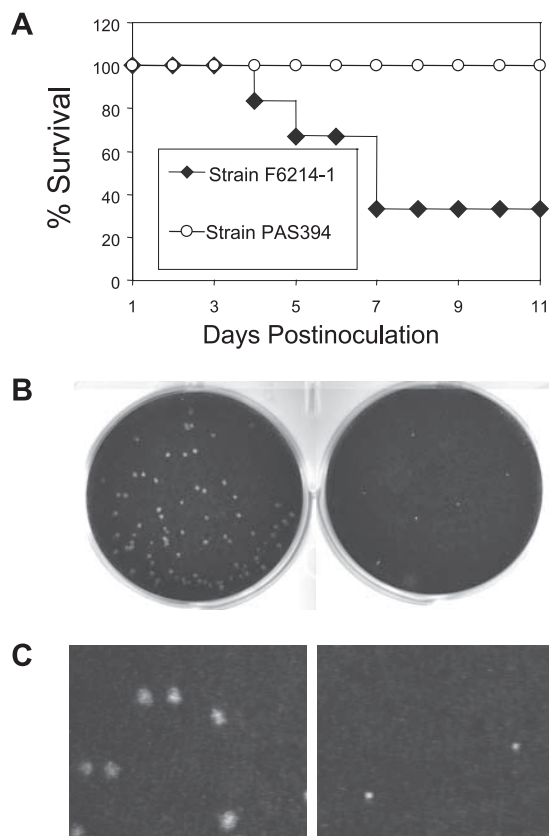 A
120
100
80
60
40
20
0
% Survival
Strain F6214-1
Strain PAS394
1 3 5 7 9 11
Days Postinoculation
B
C